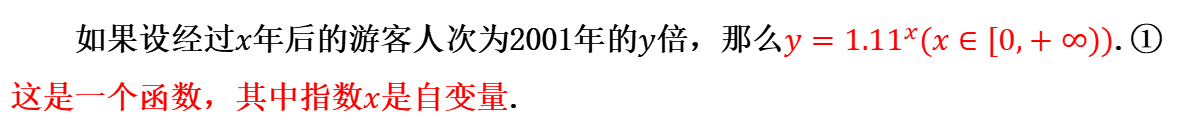 如果设经过x年后的游客人次为2001年的y倍，那么y = 1.11ˣ(x ∈ [0, + ∞)). ①
这是一个函数，其中指数x是自变量.